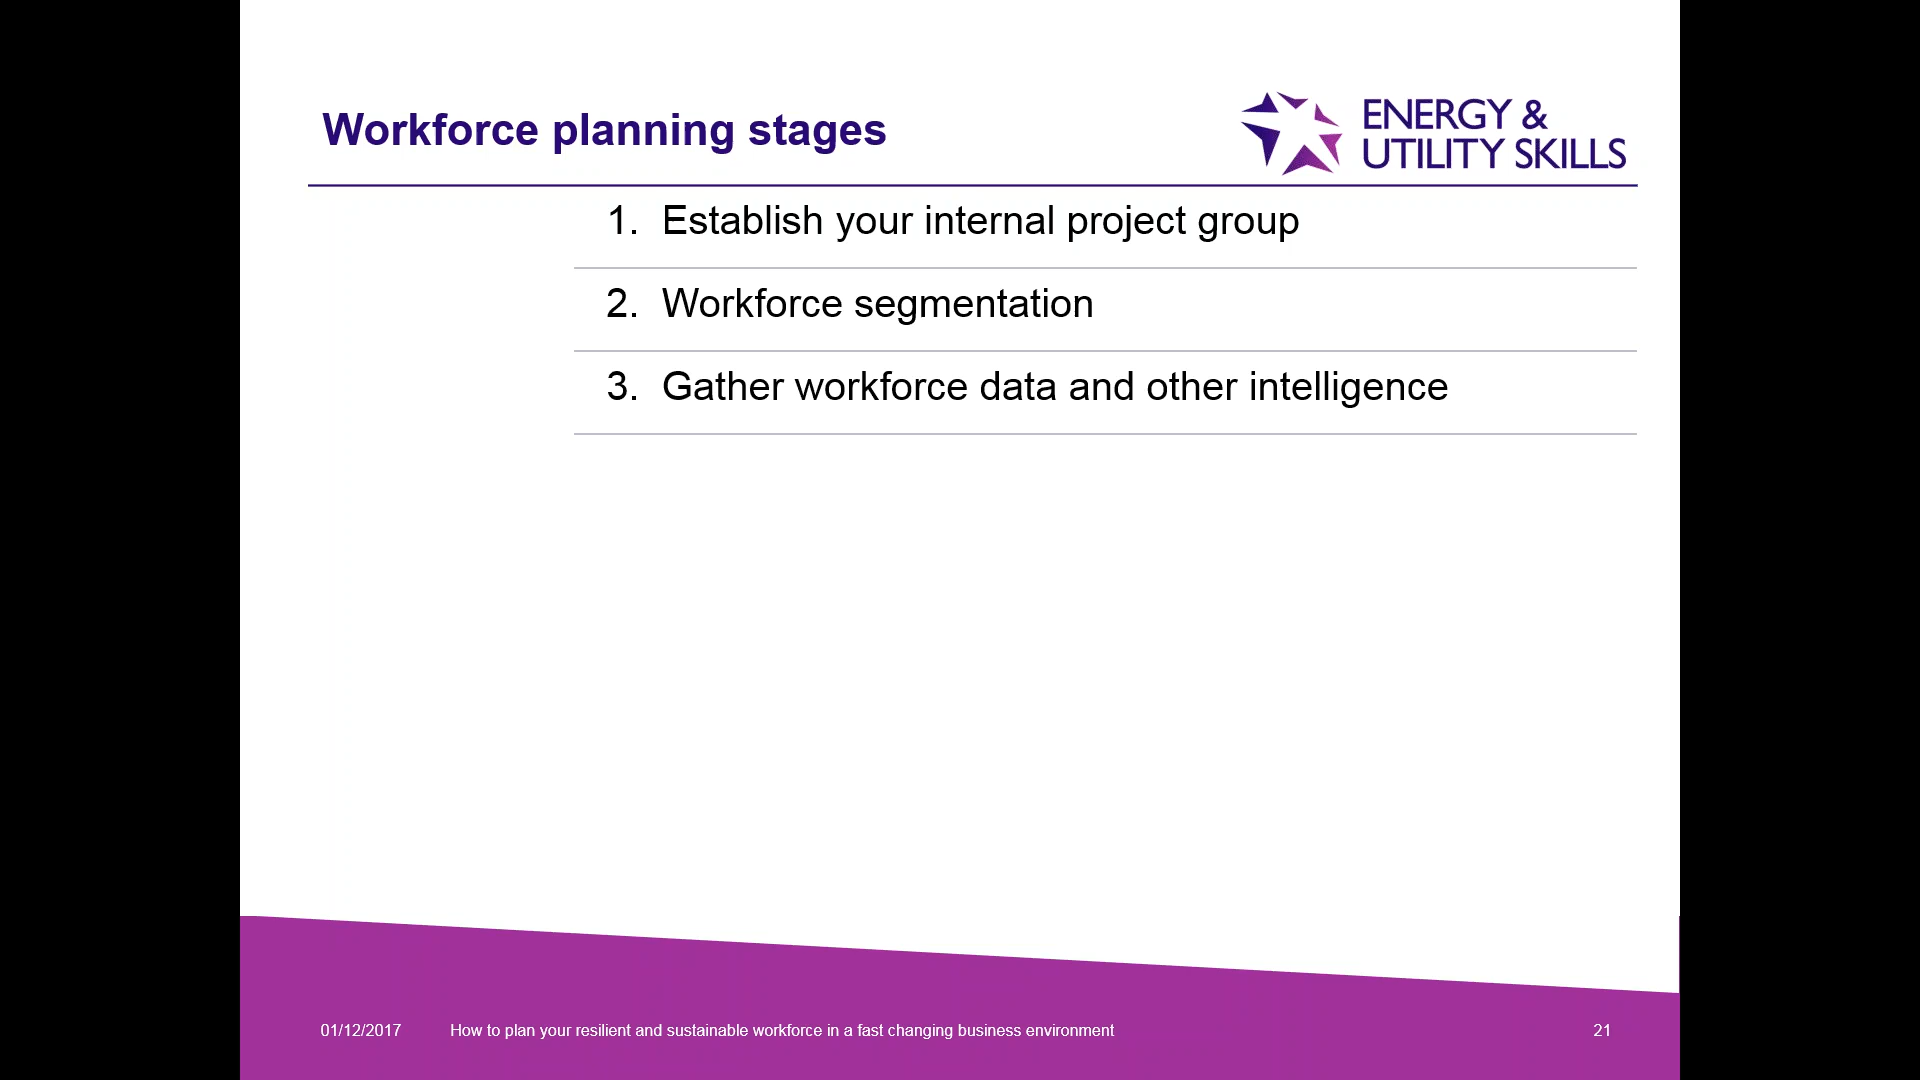 Workforce planning stages
ENERGY &
UTILITY SKILLS
1. Establish your internal project group
2. Workforce segmentation
3. Gather workforce data and other intelligence
01/12/2017 How to plan your resilient and sustainable workforce in a fast changing business environment 21